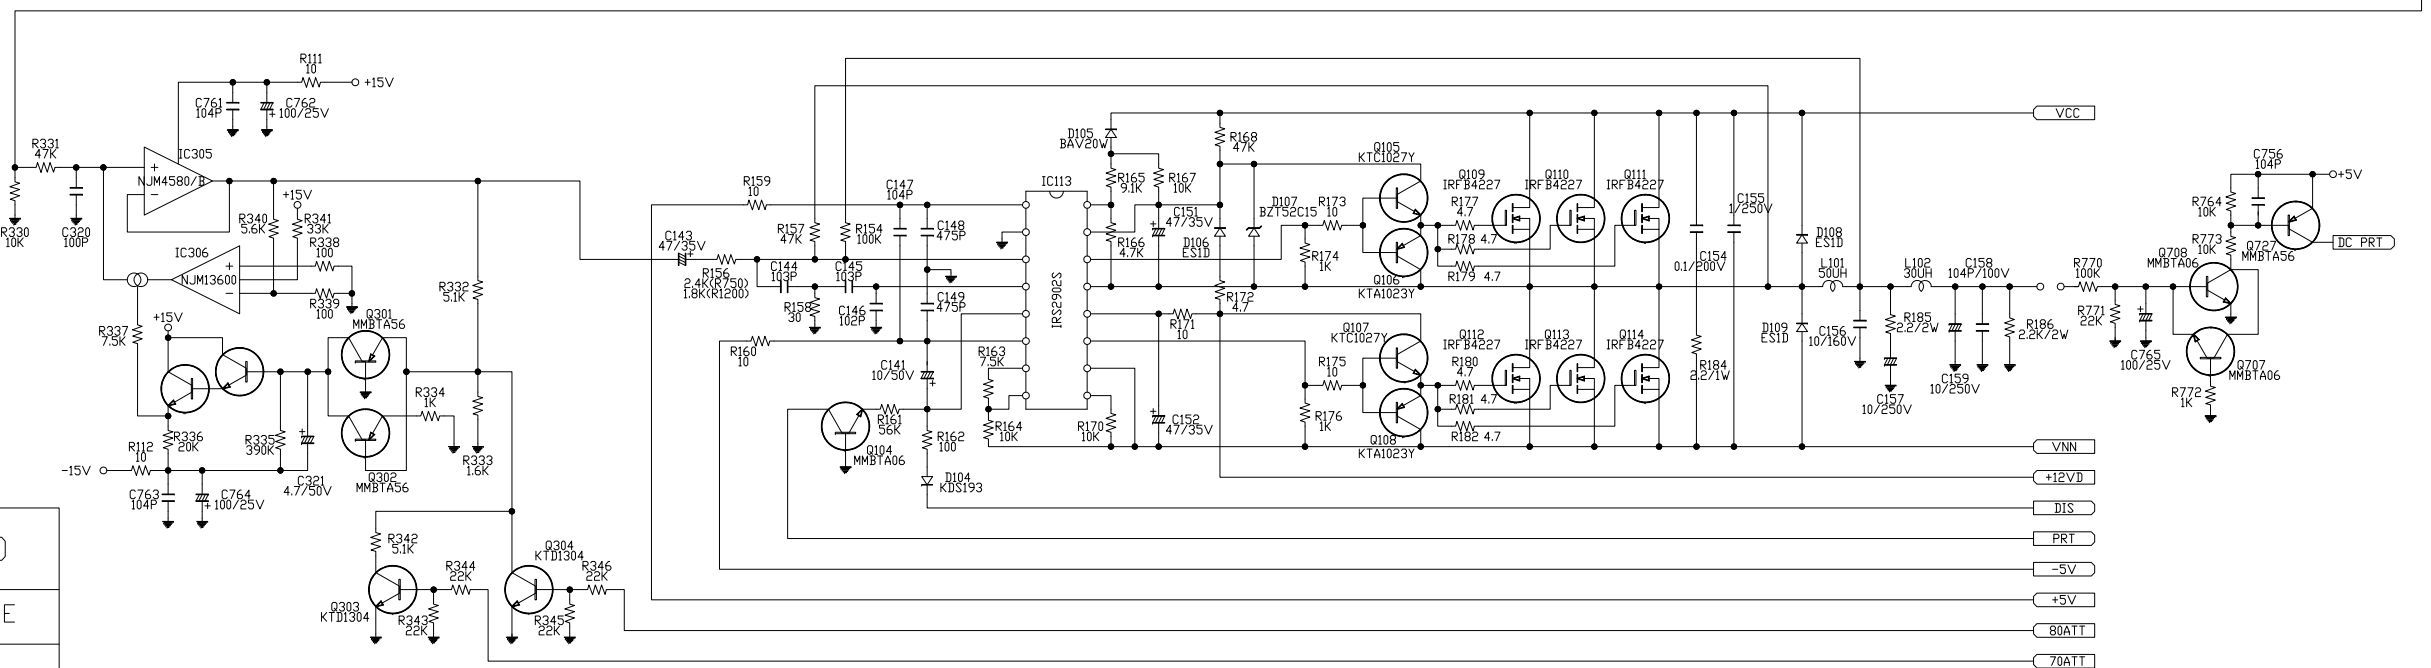 R111
10
+15V
C761
104P
C762
100/25V
+
R331
47K
IC305
NJM4580/B
+
-
R330
10K
C320
100P
R340
5.6K
+15V
R341
33K
R338
100
IC306
NJM13600
+
-
R339
100
R332
5.1K
R337
7.5K
+15V
Q301
MMBTA56
R334
1K
R336
20K
R335
390K
+
R112
10
-15V
C763
104P
C764
100/25V
+
C321
4.7/50V
Q302
MMBTA56
R333
1.6K
R342
5.1K
Q303
KTD1304
R344
22K
R343
22K
Q304
KTD1304
R346
22K
R345
22K
E
C143
47/35V
R156
2.4K(R750)
1.8K(R1200)
R159
10
R157
47K
R154
100K
C147
104P
C148
475P
C144
103P
C145
103P
R158
30
C146
102P
C149
475P
R160
10
C141
10/50V
+
R163
7.5K
R161
56K
Q104
MMBTA06
R162
100
D104
KDS193
R164
10K
IC113
IRS2902S
D105
BAV20W
R165
9.1K
R167
10K
R166
4.7K
+
C151
47/35V
R168
47K
D106
ES1D
D107
BZT52C15
R172
4.7
R171
10
R170
10K
+
C152
47/35V
R173
10
R174
1K
Q105
KTC1027Y
Q106
KTA1023Y
R175
10
R176
1K
Q107
KTC1027Y
Q108
KTA1023Y
R177
4.7
R178 4.7
R179 4.7
Q109
IRFB4227
Q110
IRFB4227
Q111
IRFB4227
R180
4.7
R181 4.7
R182 4.7
Q112
IRFB4227
Q113
IRFB4227
Q114
IRFB4227
C154
0.1/200V
C155
1/250V
R184
2.2/1W
D108
ES1D
D109
ES1D
L101
50UH
C156
10/160V
R185
2.2/2W
C157
10/250V
L102
30UH
C158
104P/100V
C159
10/250V
R186
2.2K/2W
R770
100K
R771
22K
+
C765
100/25V
Q708
MMBTA06
Q707
MMBTA06
R772
1K
R764
10K
R773
10K
C756
104P
+5V
Q727
MMBTA56
DC PRT
VCC
VNN
+12VD
DIS
PRT
-5V
+5V
80ATT
70ATT